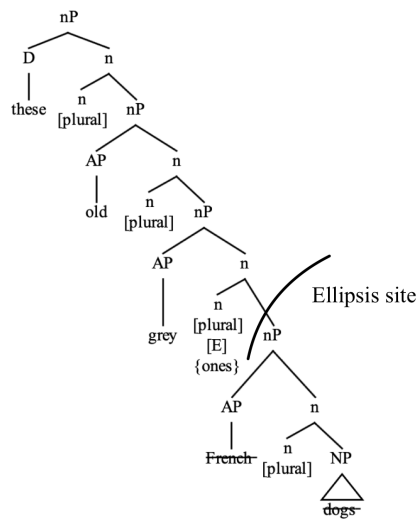 nP
D n
these n nP
[plural]
AP n
old n nP
[plural]
AP n
Ellipsis site
grey n nP
[plural]
[E]
{ones}
AP n
French n NP
[plural]
dogs